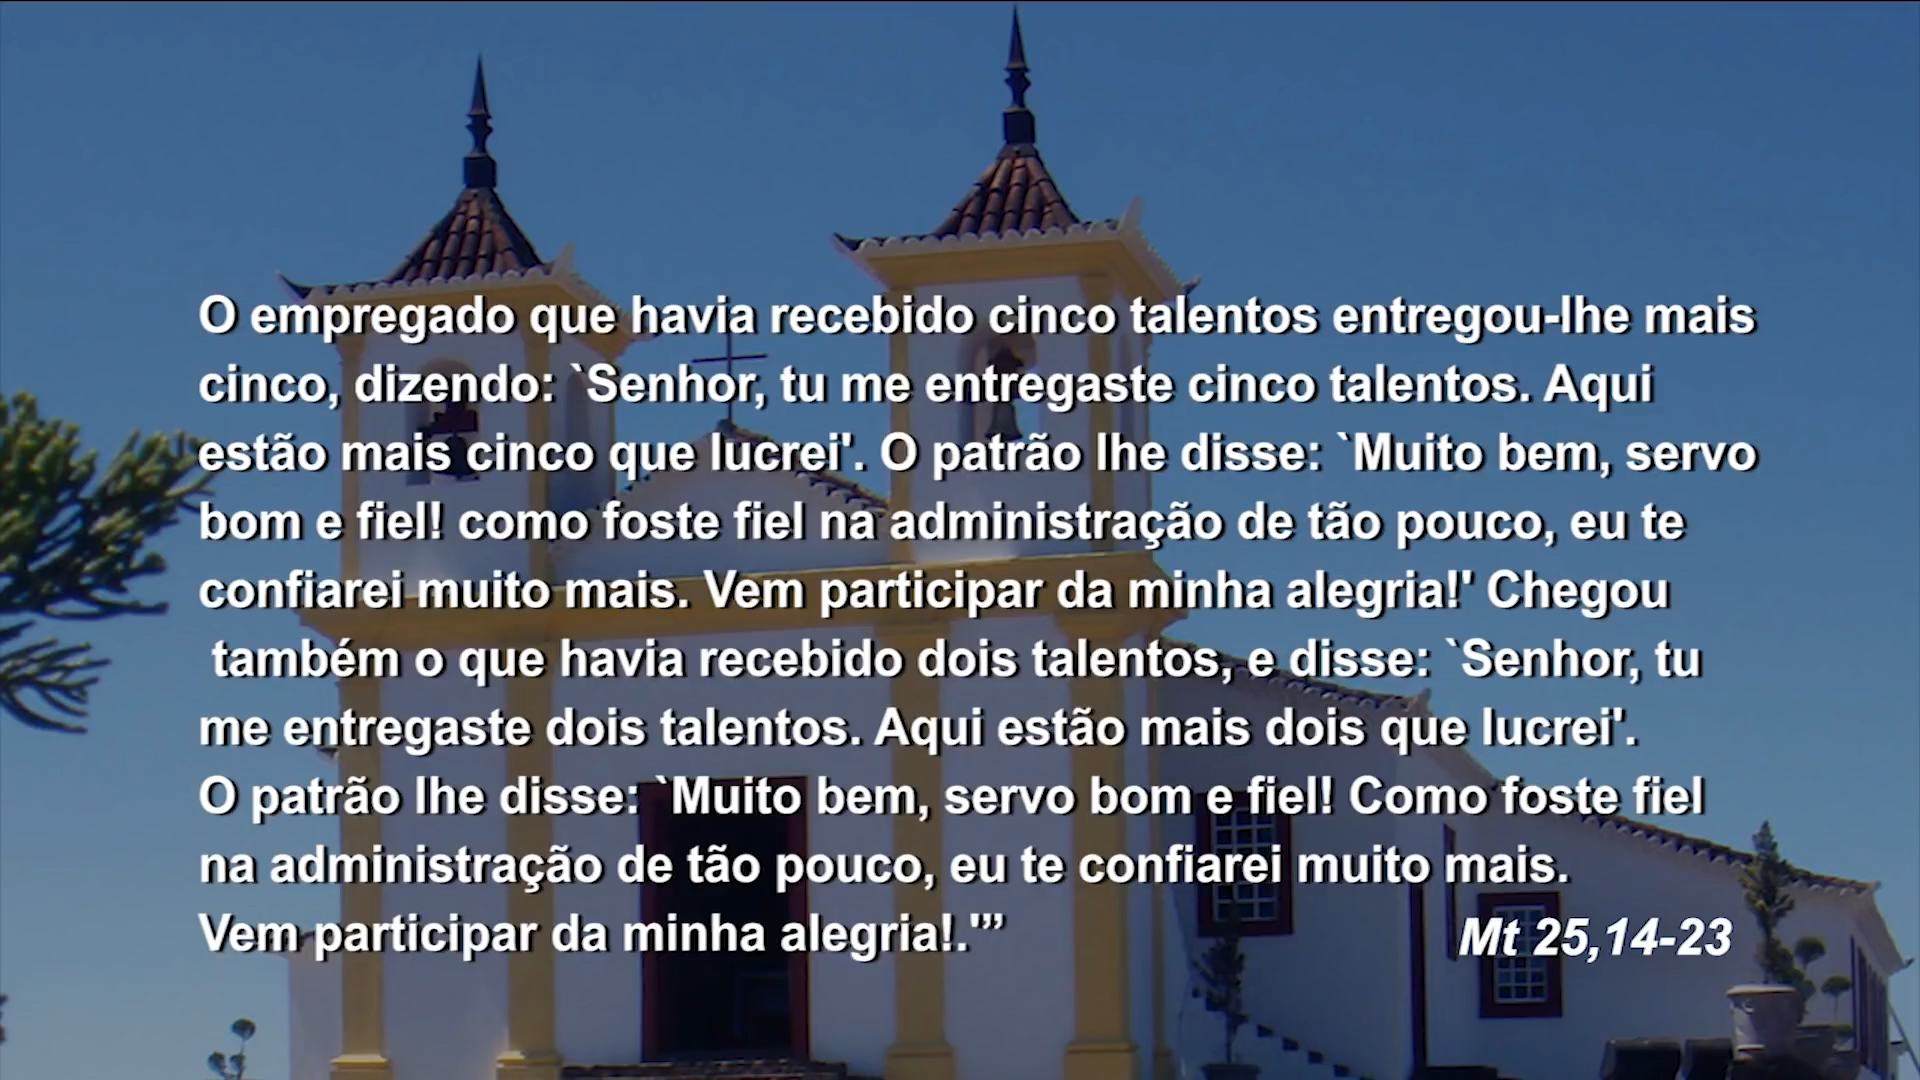 O empregado que havia recebido cinco talentos entregou-lhe mais
cinco, dizendo: `Senhor, tu me entregaste cinco talentos. Aqui
estão mais cinco que lucrei'. O patrão lhe disse: `Muito bem, servo
bom e fiel! como foste fiel na administração de tão pouco, eu te
confiarei muito mais. Vem participar da minha alegria!' Chegou
também o que havia recebido dois talentos, e disse: `Senhor, tu
me entregaste dois talentos. Aqui estão mais dois que lucrei'.
O patrão lhe disse: `Muito bem, servo bom e fiel! Como foste fiel
na administração de tão pouco, eu te confiarei muito mais.
Vem participar da minha alegria!.'”
Mt 25,14-23